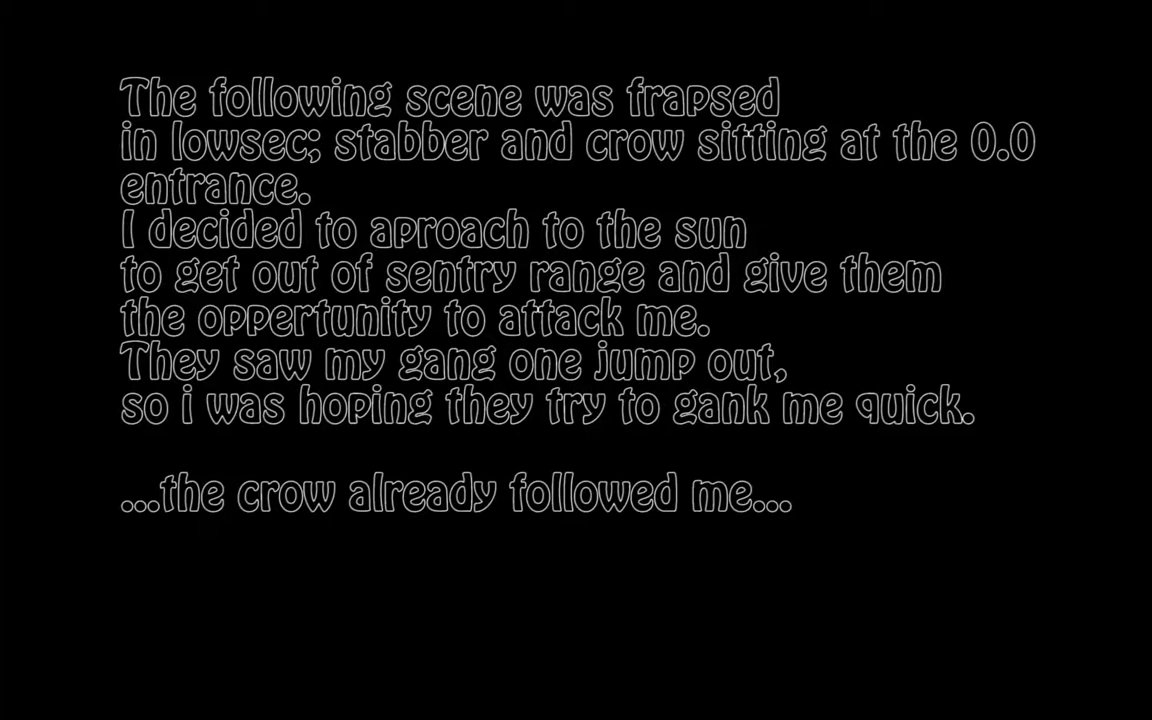 The following scene was frapsed
in lowsec; stabber and crow sitting at the 0.0
entrance.
I decided to aproach to the sun
to get out of sentry range and give them
the oppertunity to attack me.
They saw my gang one jump out,
so i was hoping they try to gank me quick.
...the crow already followed me...